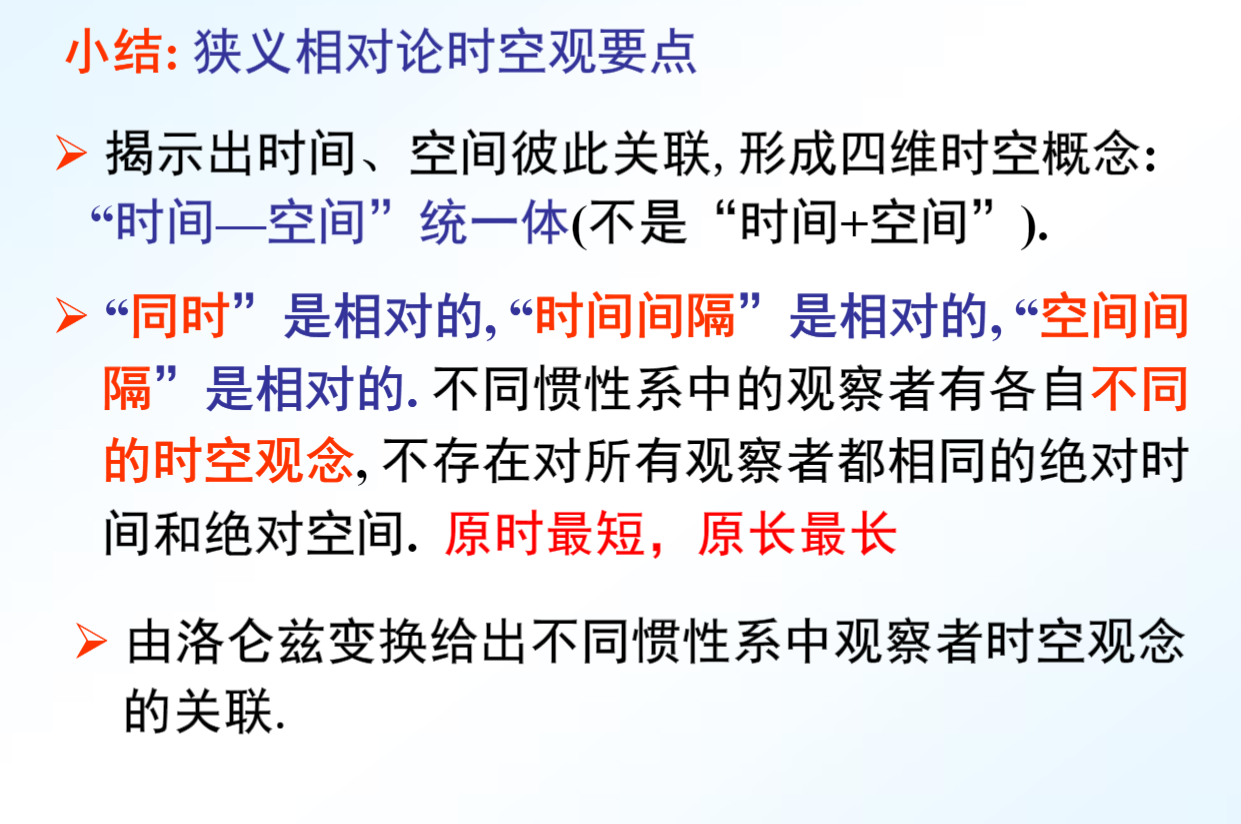 小结: 狭义相对论时空观要点
➢ 揭示出时间、空间彼此关联, 形成四维时空概念:
“时间—空间”统一体(不是“时间+空间”).
➢ “同时”是相对的, “时间间隔”是相对的, “空间间
隔”是相对的. 不同惯性系中的观察者有各自不同
的时空观念, 不存在对所有观察者都相同的绝对时
间和绝对空间. 原时最短，原长最长
➢ 由洛仑兹变换给出不同惯性系中观察者时空观念
的关联.